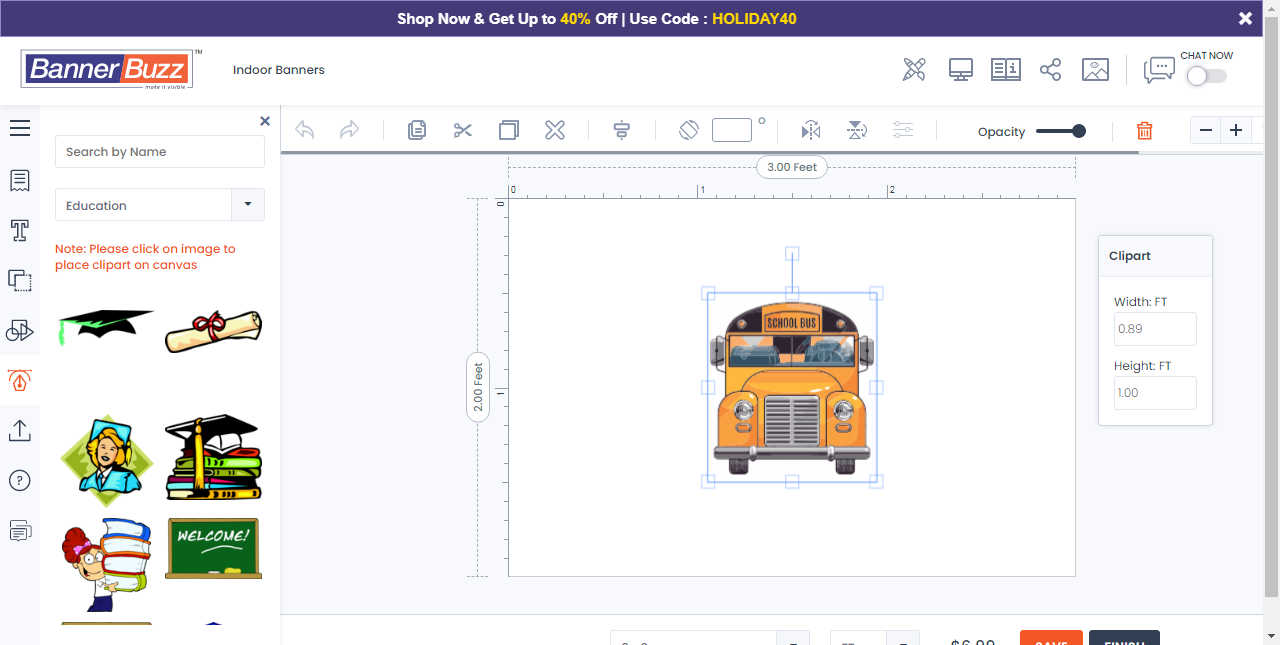 Shop Now & Get Up to 40% Off | Use Code : HOLIDAY40
BannerBuzz™
make it visible
Indoor Banners
CHAT NOW
Search by Name
Education
Note: Please click on image to
place clipart on canvas
WELCOME!
Opacity
3.00 Feet
0 1 2
0
2.00 Feet
1
SCHOOL BUS
Clipart
Width: FT
0.89
Height: FT
1.00
$6.99
SAVE
FINISH